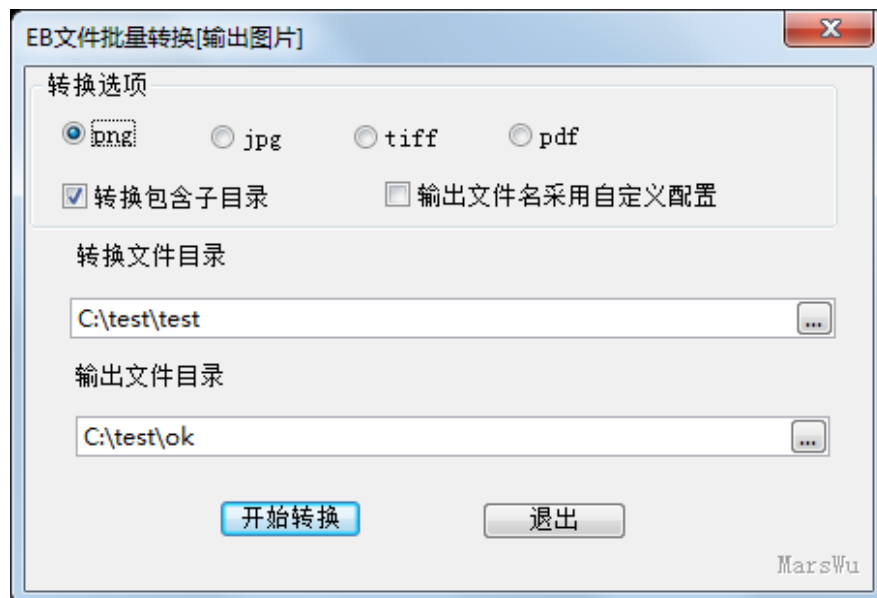 EB文件批量转换[输出图片]
转换选项
png jpg tiff pdf
转换包含子目录 输出文件名采用自定义配置
转换文件目录
C:\test\test ...
输出文件目录
C:\test\ok ...
开始转换 退出
MarsWu